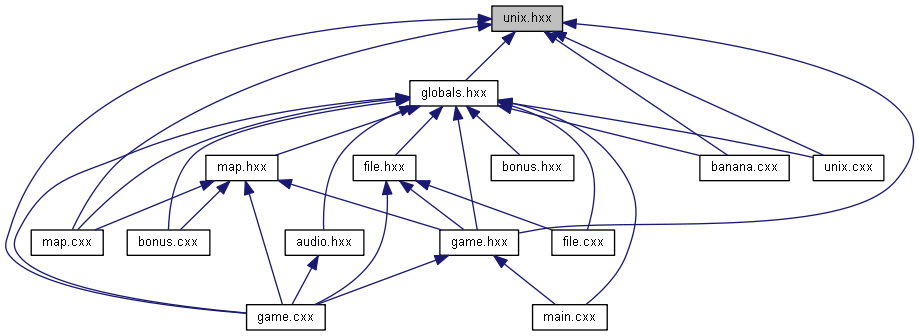 unix.hxx
globals.hxx
map.hxx
file.hxx
bonus.hxx
banana.cxx
unix.cxx
map.cxx
bonus.cxx
audio.hxx
game.hxx
file.cxx
game.cxx
main.cxx